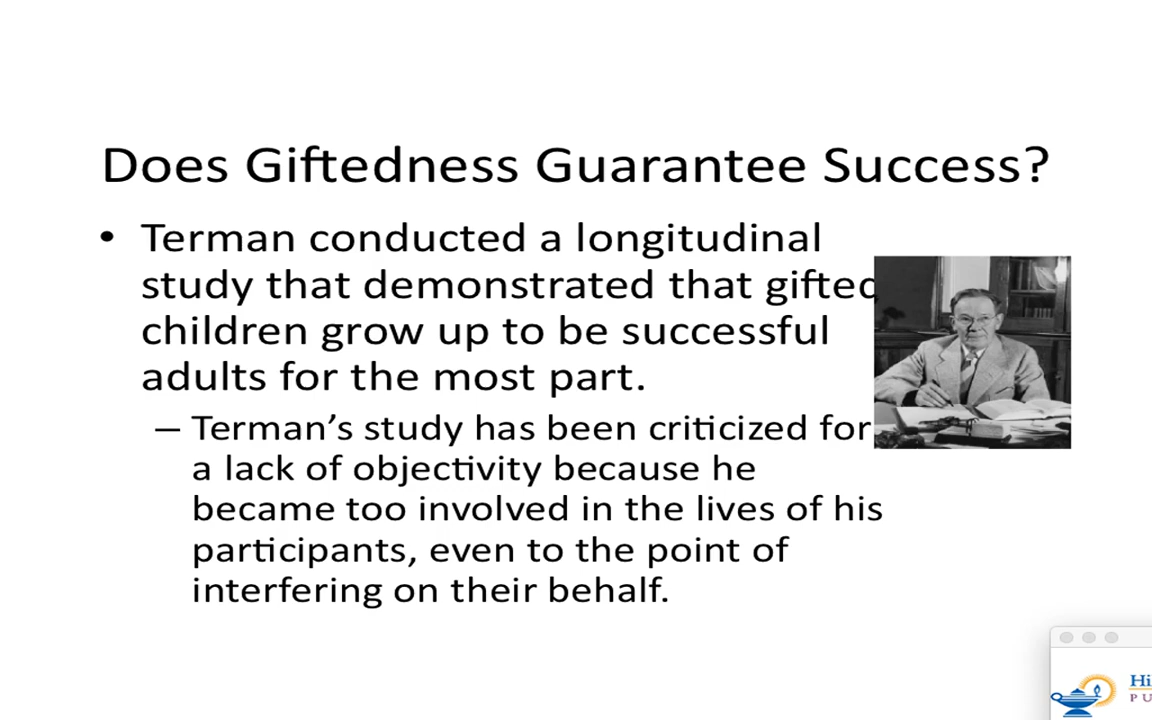 Does Giftedness Guarantee Success?
• Terman conducted a longitudinal
study that demonstrated that gifted
children grow up to be successful
adults for the most part.
– Terman’s study has been criticized for
a lack of objectivity because he
became too involved in the lives of his
participants, even to the point of
interfering on their behalf.
Hi
PU